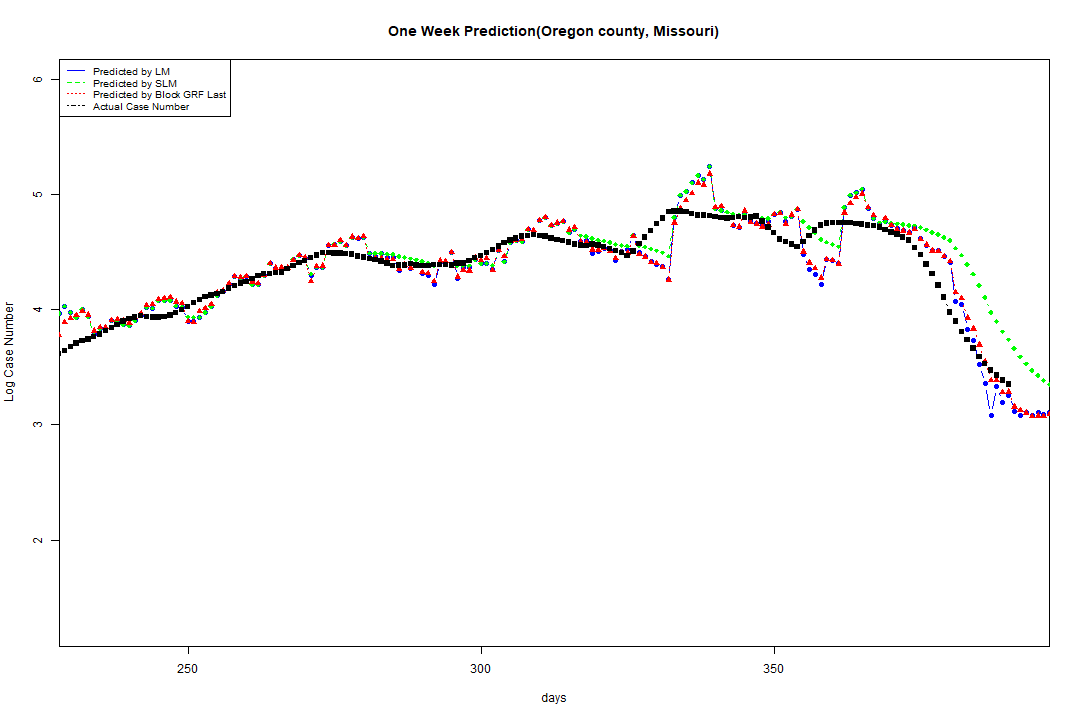 One Week Prediction(Oregon county, Missouri)
Predicted by LM
Predicted by SLM
Predicted by Block GRF Last
Actual Case Number
6
5
4
3
2
Log Case Number
250
300
350
days